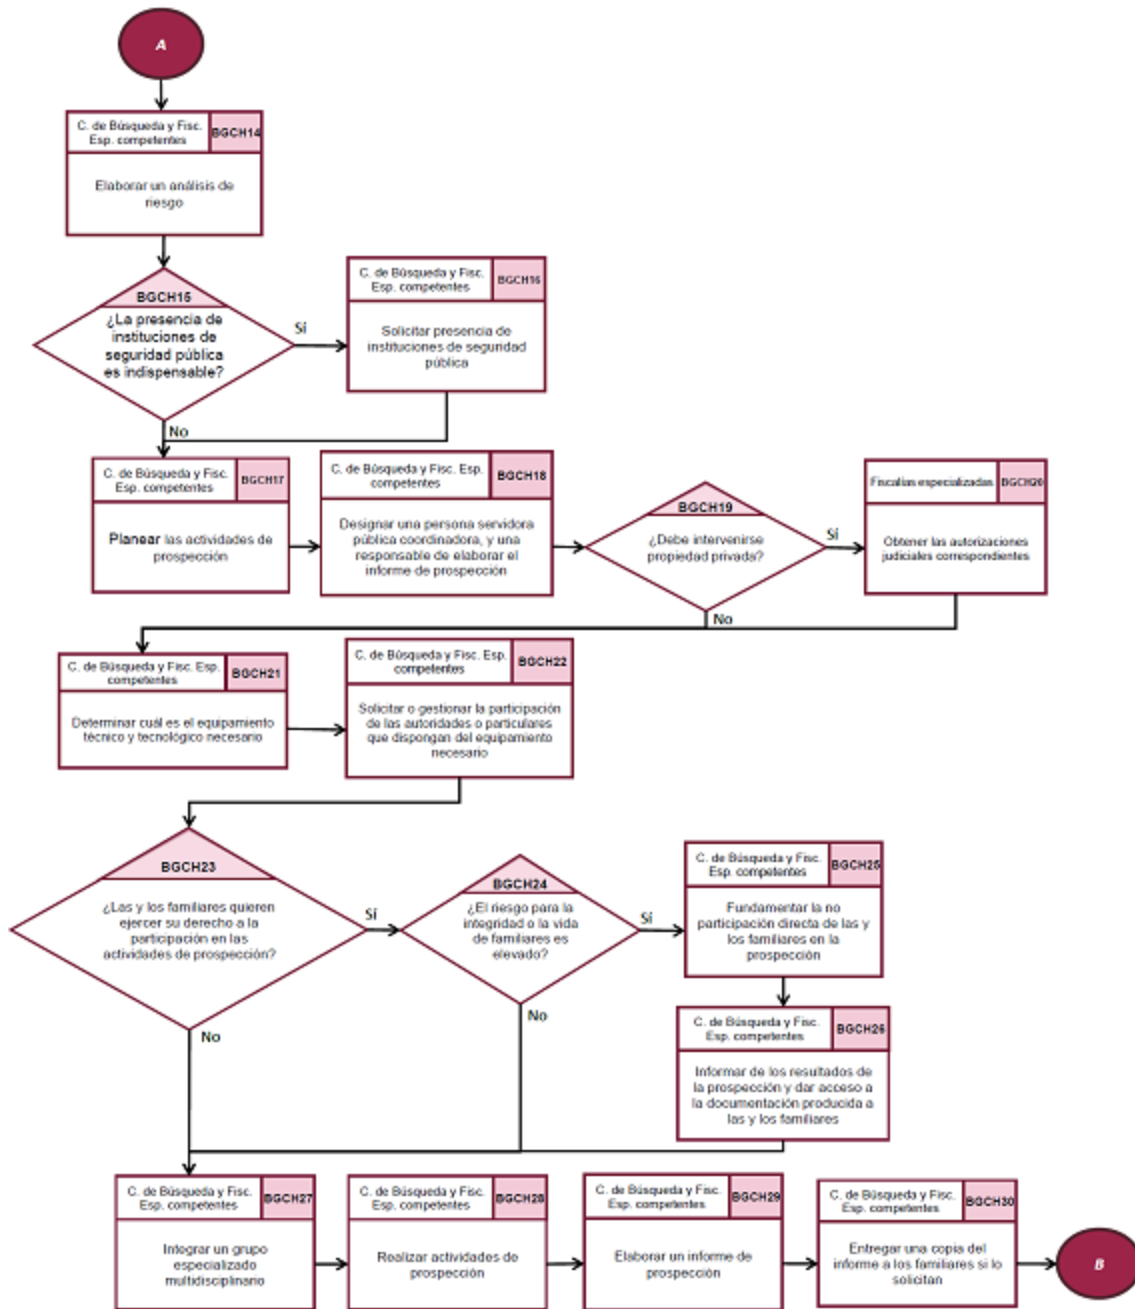 A
C. de Búsqueda y Fisc.
Esp. competentes
BGCH14
Elaborar un análisis de
riesgo
BGCH15
¿La presencia de
instituciones de
seguridad pública
es indispensable?
Sí
No
C. de Búsqueda y Fisc.
Esp. competentes
BGCH16
Solicitar presencia de
instituciones de seguridad
pública
C. de Búsqueda y Fisc.
Esp. competentes
BGCH17
Planear las actividades de
prospección
C. de Búsqueda y Fisc. Esp.
competentes
BGCH18
Designar una persona servidora
pública coordinadora, y una
responsable de elaborar el
informe de prospección
BGCH19
¿Debe intervenirse
propiedad privada?
Sí
No
Fiscalías especializadas
BGCH20
Obtener las autorizaciones
judiciales correspondientes
C. de Búsqueda y Fisc. Esp.
competentes
BGCH21
Determinar cuál es el equipamiento
técnico y tecnológico necesario
C. de Búsqueda y Fisc. Esp.
competentes
BGCH22
Solicitar o gestionar la participación
de las autoridades o particulares
que dispongan del equipamiento
necesario
BGCH23
¿Las y los familiares quieren
ejercer su derecho a la
participación en las
actividades de prospección?
Sí
No
BGCH24
¿El riesgo para la
integridad o la vida
de familiares es
elevado?
Sí
No
C. de Búsqueda y Fisc.
Esp. competentes
BGCH25
Fundamentar la no
participación directa de las y
los familiares en la
prospección
C. de Búsqueda y Fisc.
Esp. competentes
BGCH26
Informar de los resultados de
la prospección y dar acceso a
la documentación producida a
las y los familiares
C. de Búsqueda y Fisc.
Esp. competentes
BGCH27
Integrar un grupo
especializado
multidisciplinario
C. de Búsqueda y Fisc.
Esp. competentes
BGCH28
Realizar actividades de
prospección
C. de Búsqueda y Fisc.
Esp. competentes
BGCH29
Elaborar un informe de
prospección
C. de Búsqueda y Fisc.
Esp. competentes
BGCH30
Entregar una copia del
informe a los familiares si lo
solicitan
B